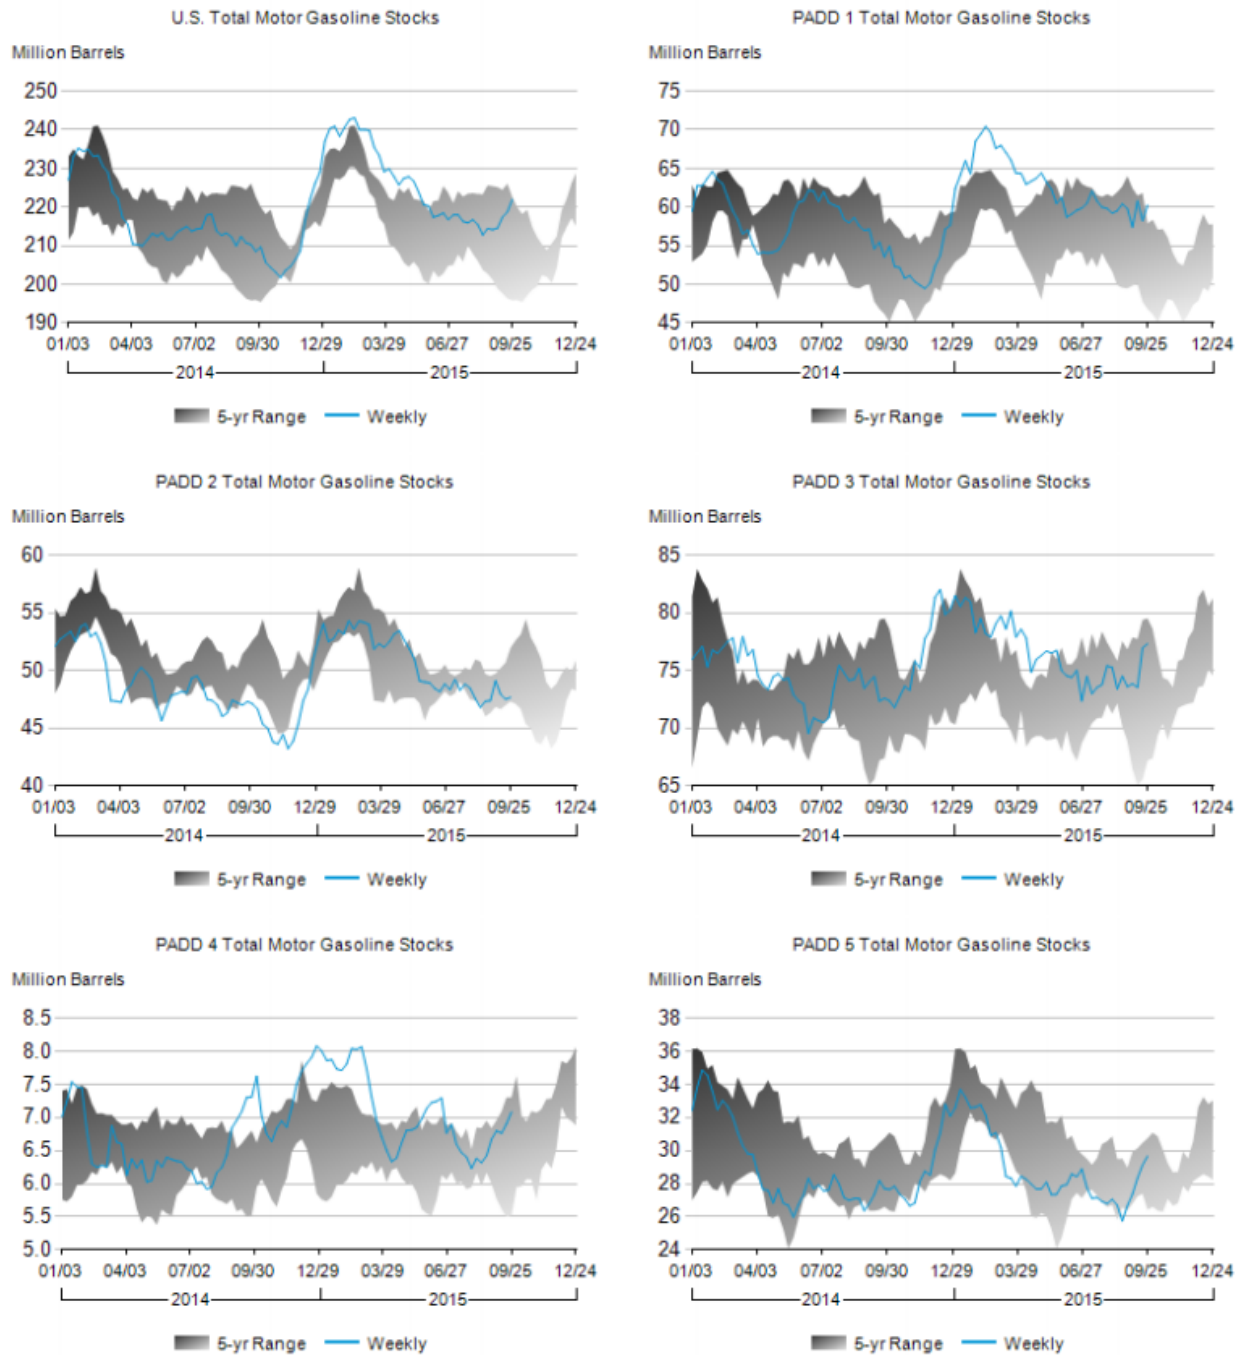 U.S. Total Motor Gasoline Stocks
Million Barrels
250
240
230
220
210
200
190
01/03 04/03 07/02 09/30 12/29 03/29 06/27 09/25 12/24
2014 2015
5-yr Range Weekly
PADD 1 Total Motor Gasoline Stocks
Million Barrels
75
70
65
60
55
50
45
01/03 04/03 07/02 09/30 12/29 03/29 06/27 09/25 12/24
2014 2015
5-yr Range Weekly
PADD 2 Total Motor Gasoline Stocks
Million Barrels
60
55
50
45
40
01/03 04/03 07/02 09/30 12/29 03/29 06/27 09/25 12/24
2014 2015
5-yr Range Weekly
PADD 3 Total Motor Gasoline Stocks
Million Barrels
85
80
75
70
65
01/03 04/03 07/02 09/30 12/29 03/29 06/27 09/25 12/24
2014 2015
5-yr Range Weekly
PADD 4 Total Motor Gasoline Stocks
Million Barrels
8.5
8.0
7.5
7.0
6.5
6.0
5.5
5.0
01/03 04/03 07/02 09/30 12/29 03/29 06/27 09/25 12/24
2014 2015
5-yr Range Weekly
PADD 5 Total Motor Gasoline Stocks
Million Barrels
38
36
34
32
30
28
26
24
01/03 04/03 07/02 09/30 12/29 03/29 06/27 09/25 12/24
2014 2015
5-yr Range Weekly